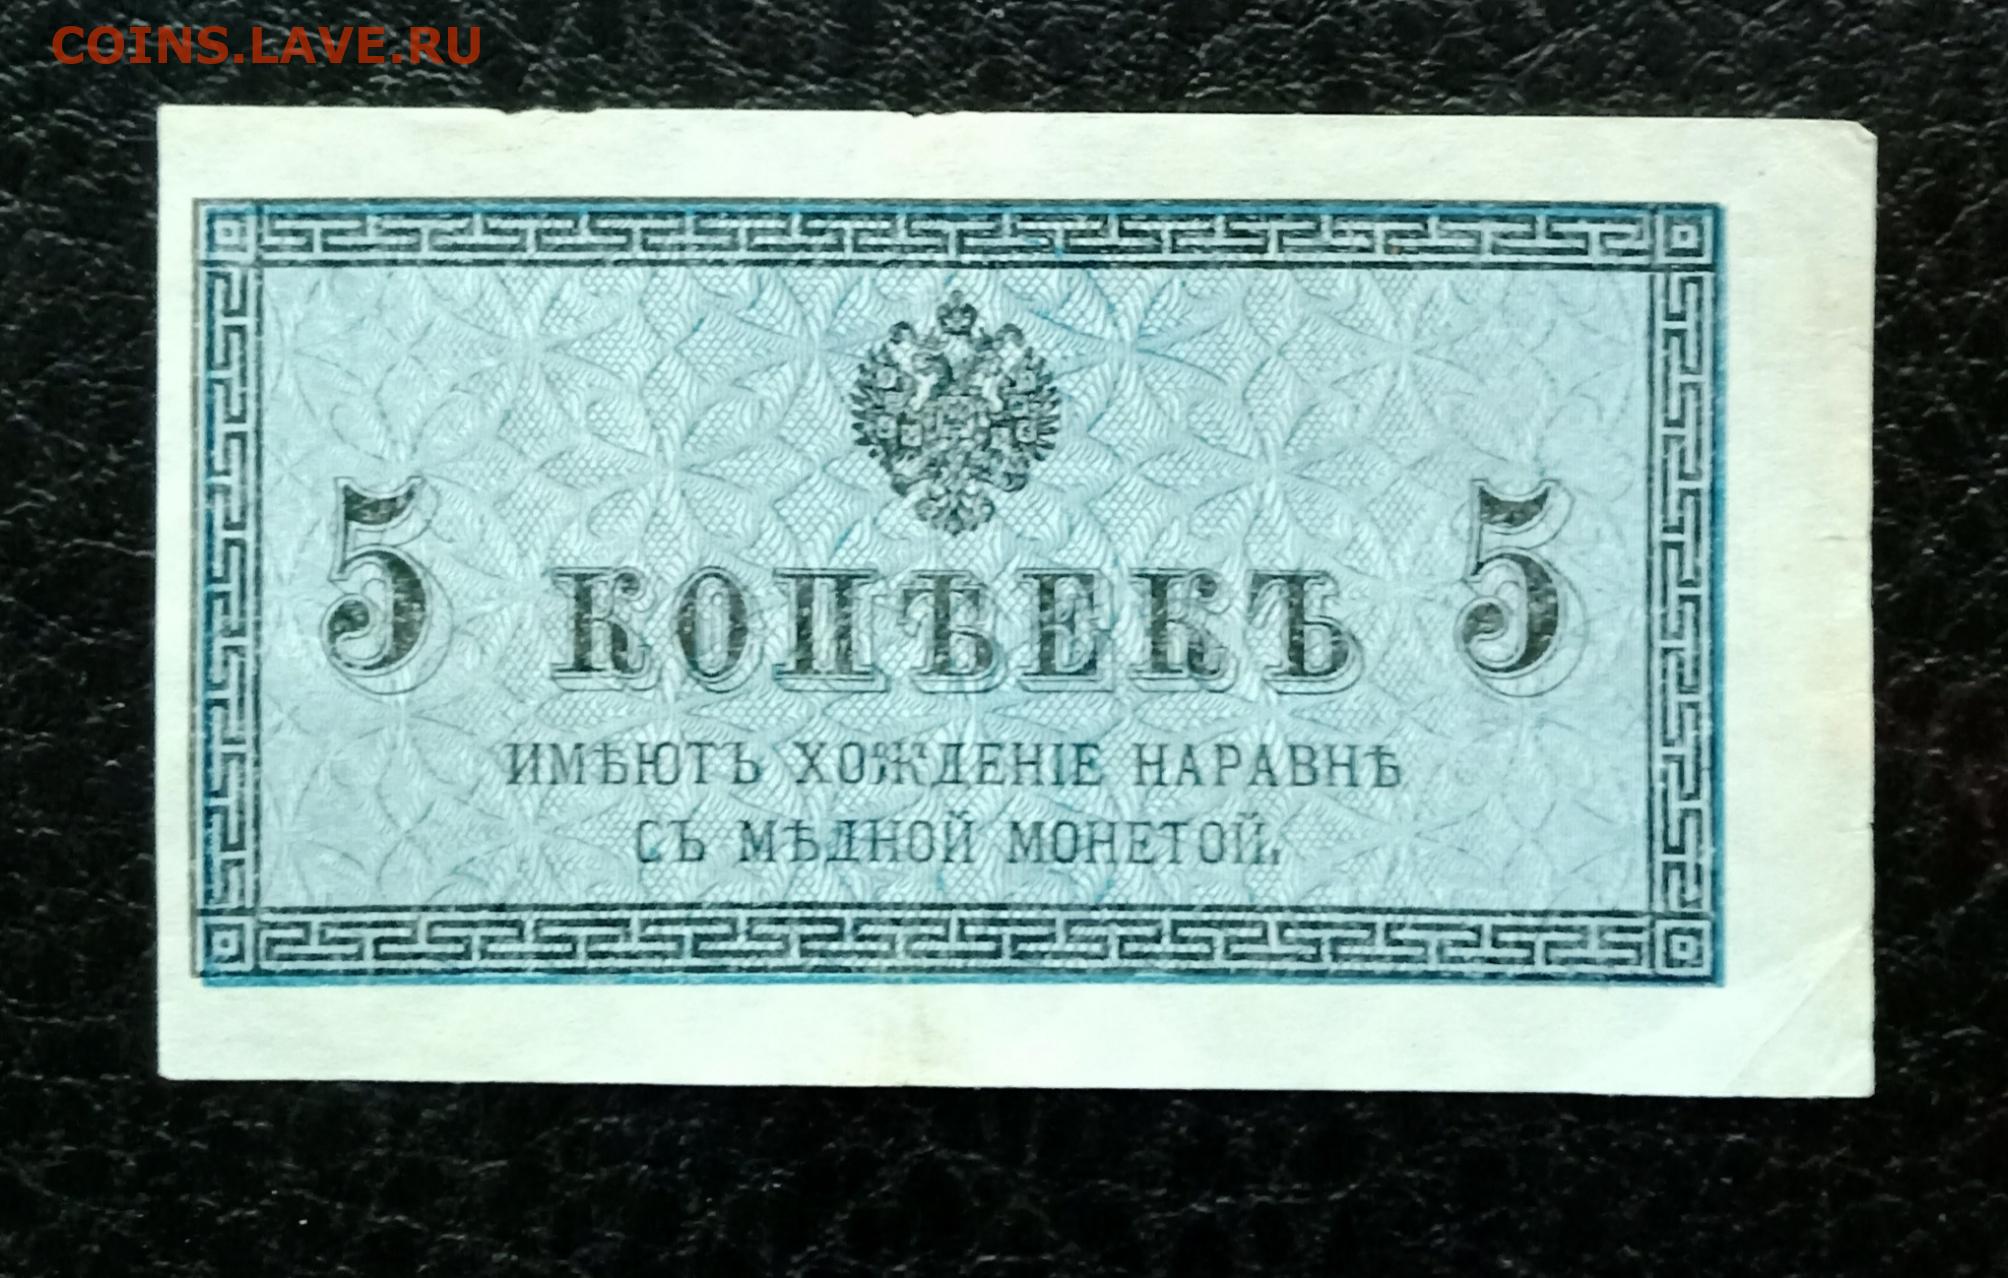 COINS.LAVE.RU
5 КОПѢЕКЪ 5
ИМѢЮТЪ ХОЖДЕНІЕ НАРАВНѢ
СЪ МѢДНОЙ МОНЕТОЙ.